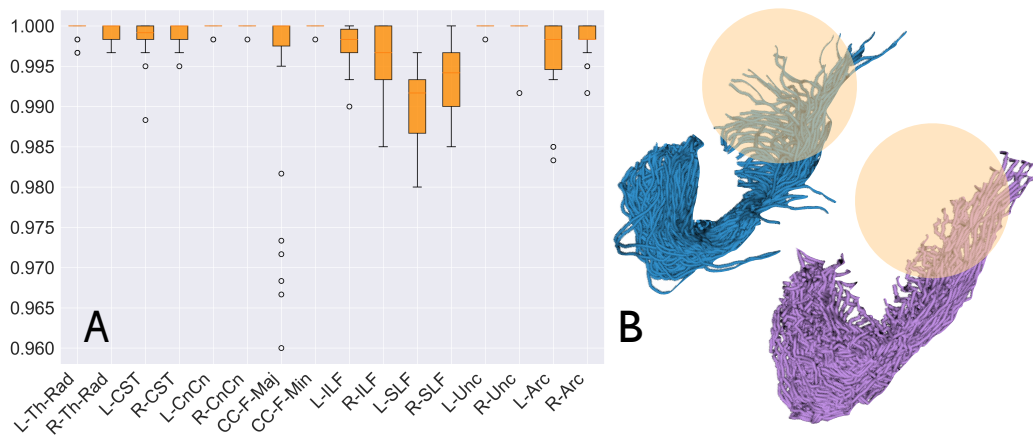 1.000
0.995
0.990
0.985
0.980
0.975
0.970
0.965
0.960
A
B
L-Th-Rad
R-Th-Rad
L-CST
R-CST
L-CnCn
R-CnCn
CC-F-Maj
CC-F-Min
L-ILF
R-ILF
L-SLF
R-SLF
L-Unc
R-Unc
L-Arc
R-Arc